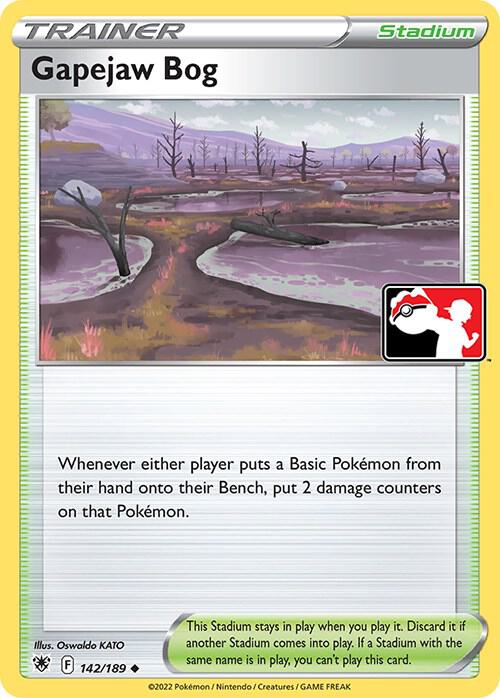 TRAINER
Stadium
Gapejaw Bog
Whenever either player puts a Basic Pokémon from
their hand onto their Bench, put 2 damage counters
on that Pokémon.
This Stadium stays in play when you play it. Discard it if
another Stadium comes into play. If a Stadium with the
same name is in play, you can't play this card.
Illus. Oswaldo KATO
F 142/189
©2022 Pokémon / Nintendo / Creatures / GAME FREAK